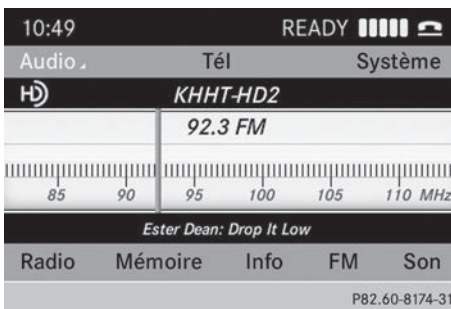 10:49 READY
Audio Tél Système
HD KHHT-HD2
92.3 FM
85 90 95 100 105 110 MHz
Ester Dean: Drop It Low
Radio Mémoire Info FM Son
P82.60-8174-31